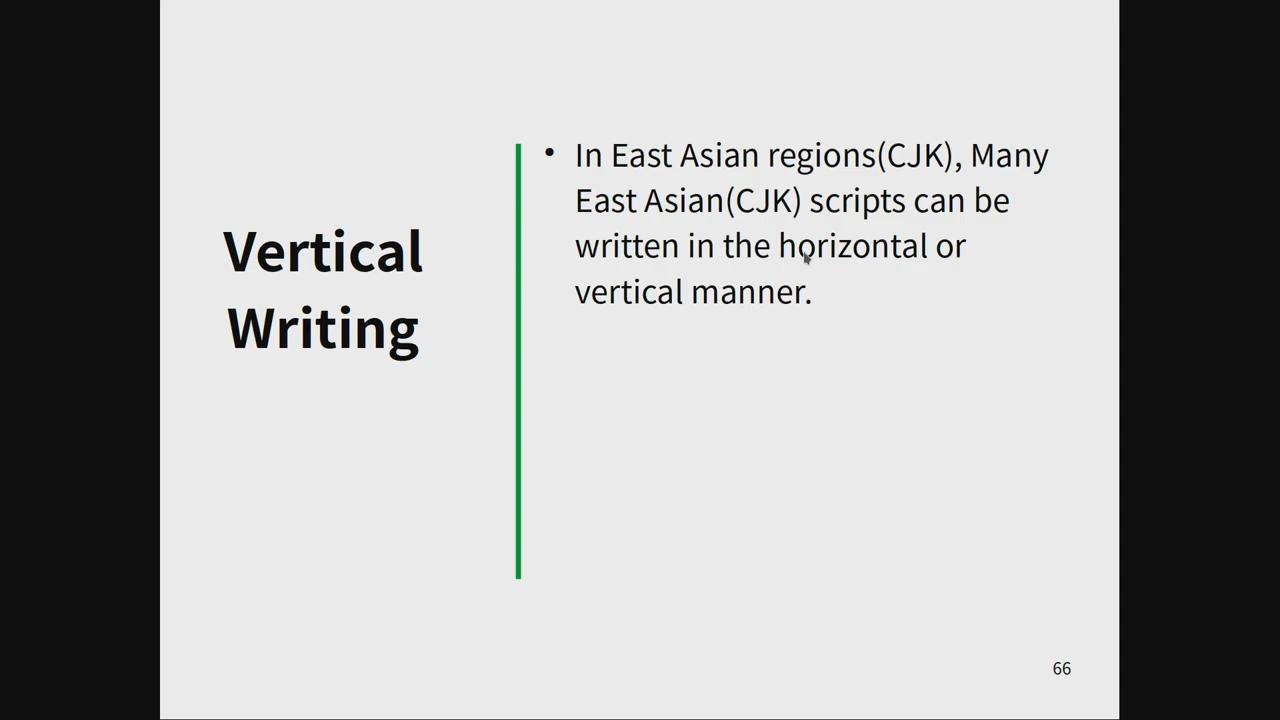 Vertical
Writing
• In East Asian regions(CJK), Many
East Asian(CJK) scripts can be
written in the horizontal or
vertical manner.
66